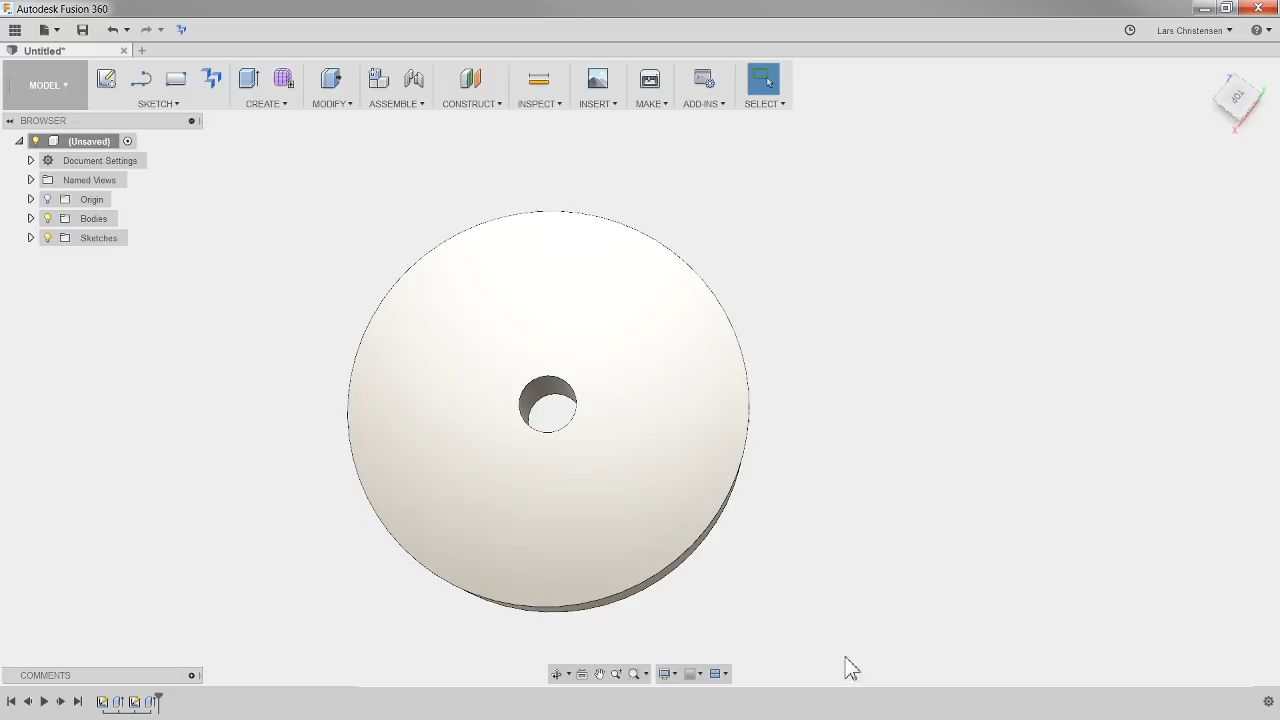 Autodesk Fusion 360
Lars Christensen
Untitled*
MODEL
SKETCH
CREATE
MODIFY
ASSEMBLE
CONSTRUCT
INSPECT
INSERT
MAKE
ADD-INS
SELECT
TOP
Z
X
BROWSER
(Unsaved)
Document Settings
Named Views
Origin
Bodies
Sketches
COMMENTS